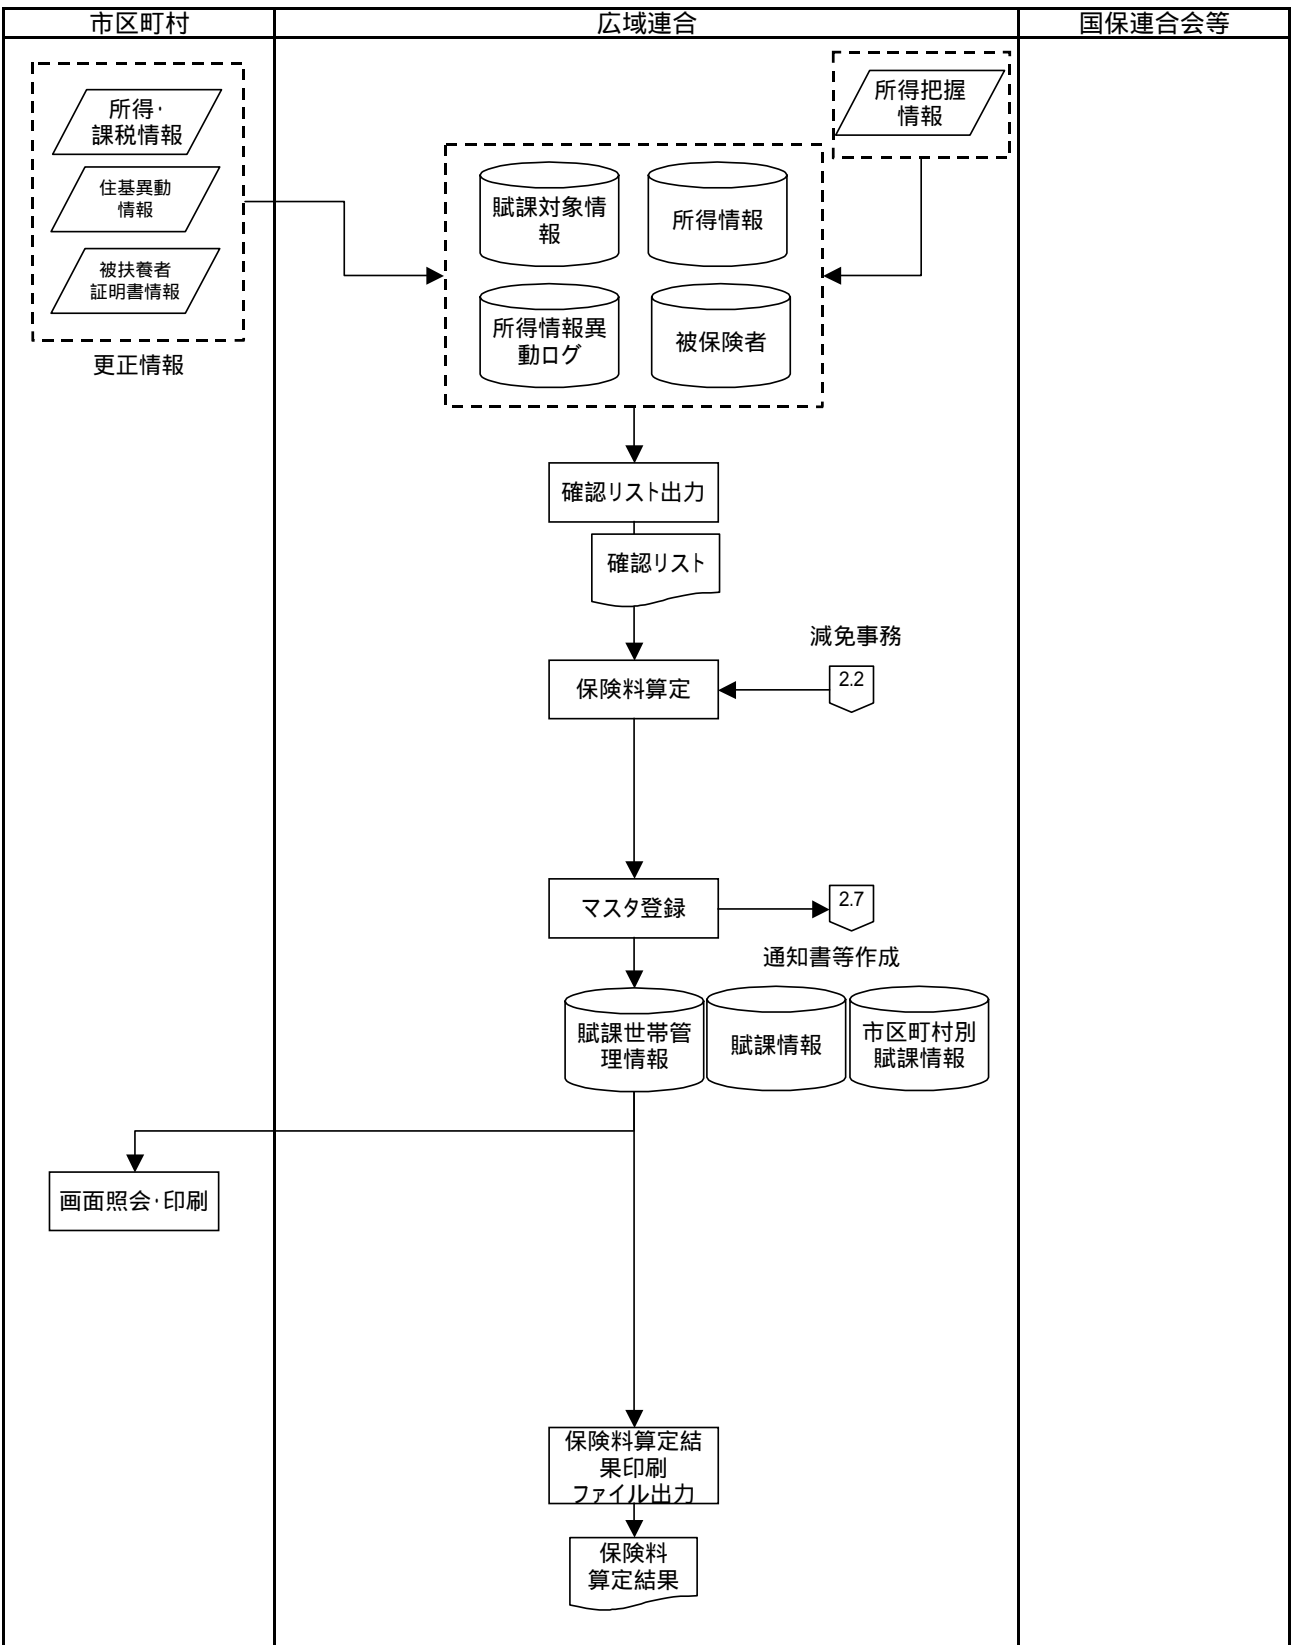 市区町村
広域連合
国保連合会等
所得・
課税情報
住基異動
情報
被扶養者
証明書情報
更正情報
所得把握
情報
賦課対象情
報
所得情報
所得情報異
動ログ
被保険者
確認リスト出力
確認リスト
減免事務
保険料算定
2.2
マスタ登録
2.7
通知書等作成
賦課世帯管
理情報
賦課情報
市区町村別
賦課情報
画面照会・印刷
保険料算定結
果印刷
ファイル出力
保険料
算定結果